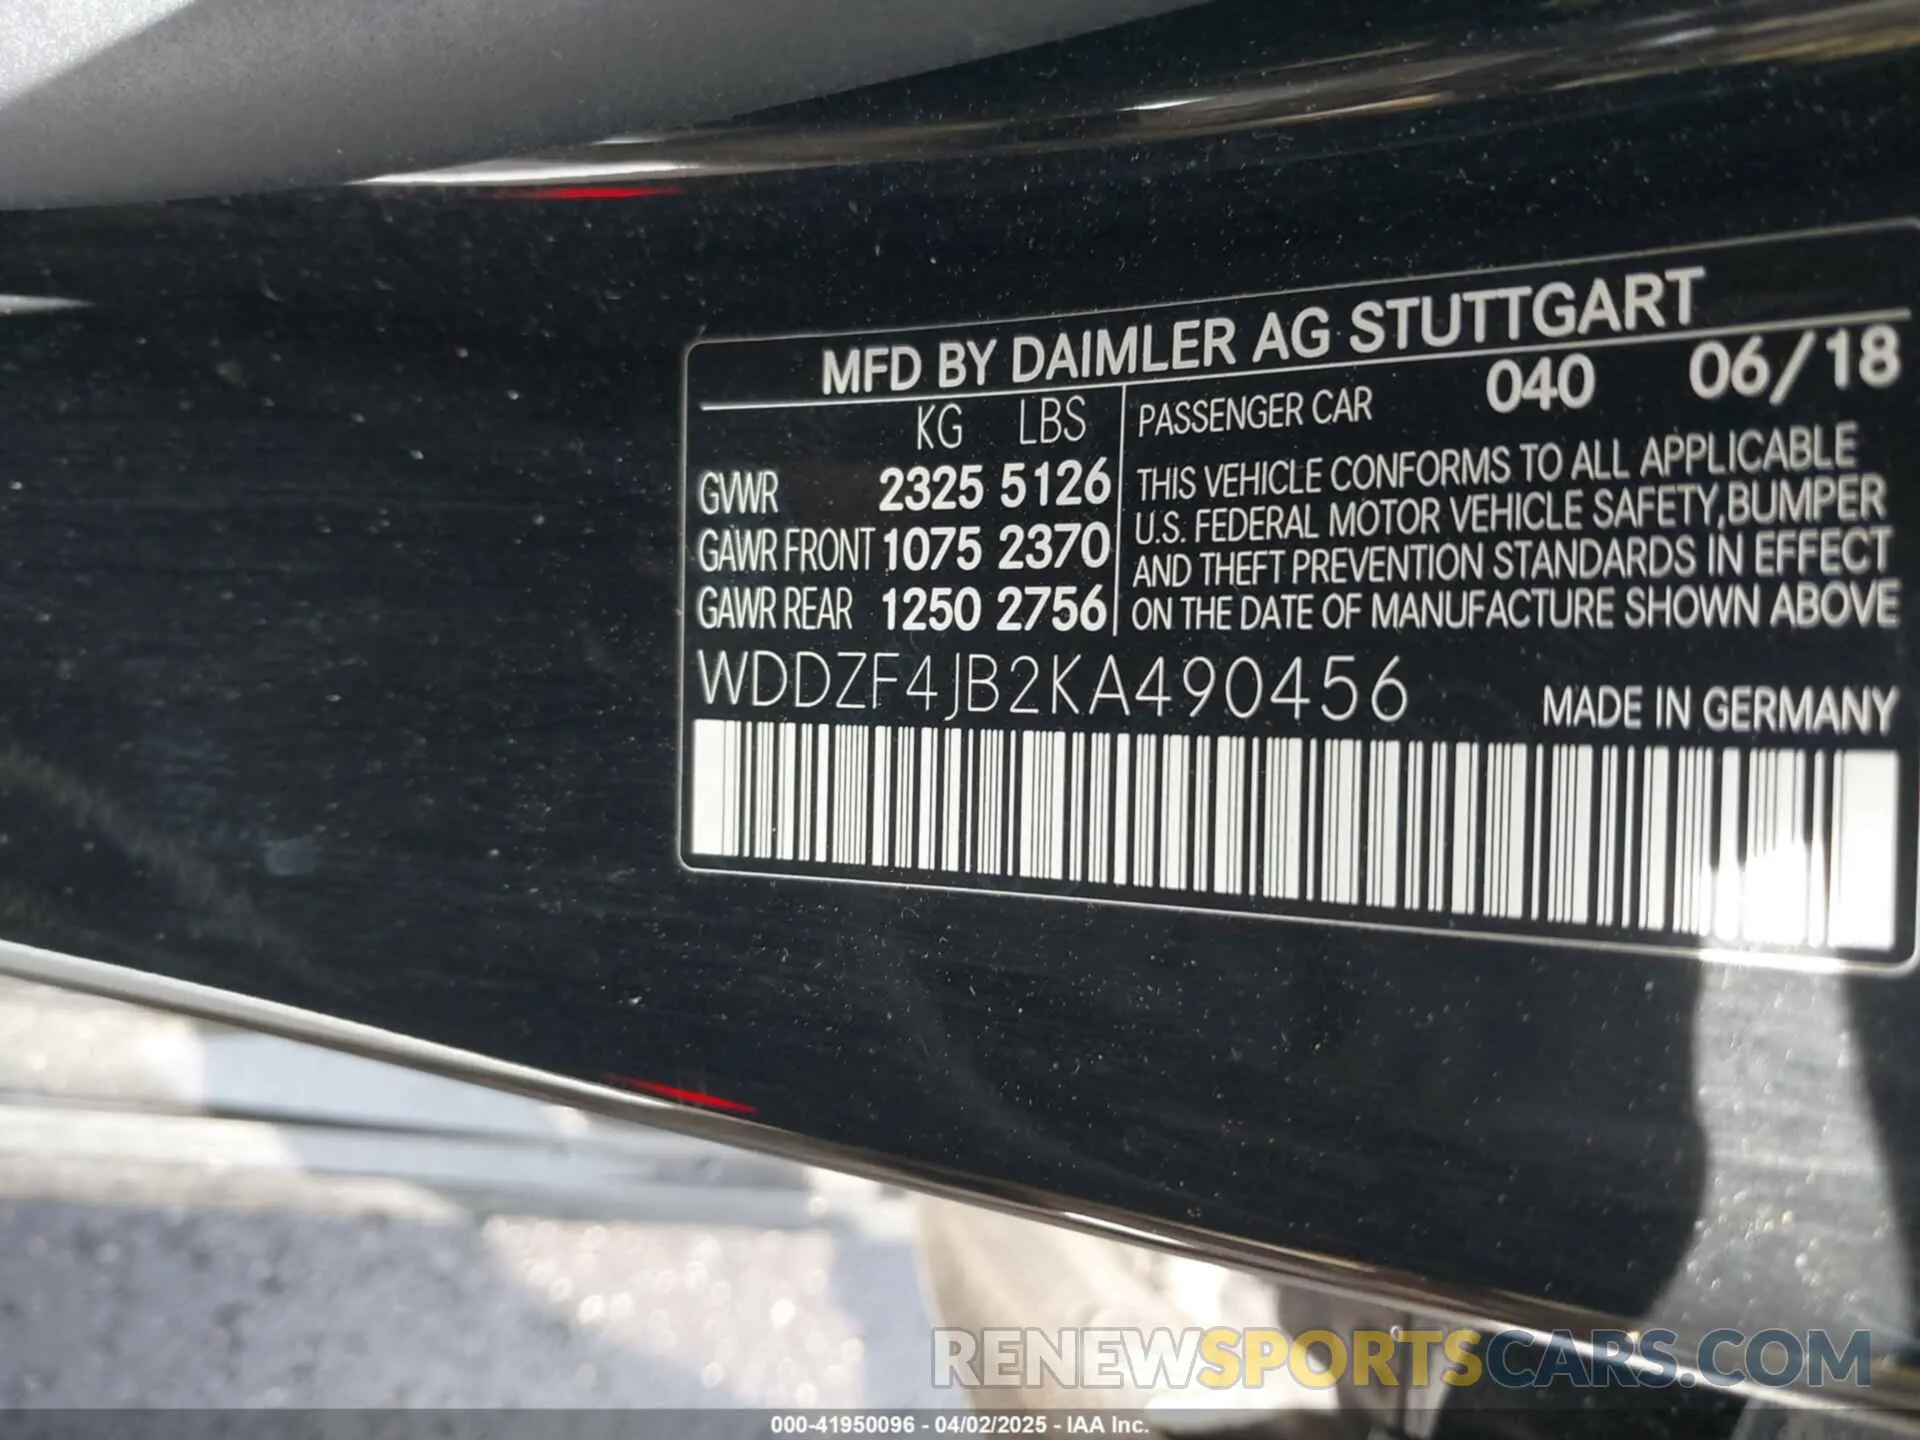 MFD BY DAIMLER AG STUTTGART
KG LBS
GVWR 2325 5126
GAWR FRONT 1075 2370
GAWR REAR 1250 2756
PASSENGER CAR 040 06/18
THIS VEHICLE CONFORMS TO ALL APPLICABLE
U.S. FEDERAL MOTOR VEHICLE SAFETY, BUMPER
AND THEFT PREVENTION STANDARDS IN EFFECT
ON THE DATE OF MANUFACTURE SHOWN ABOVE
WDDZF4JB2KA490456
MADE IN GERMANY
RENEWSPORTSCARS.COM
000-41950096 - 04/02/2025 - IAA Inc.